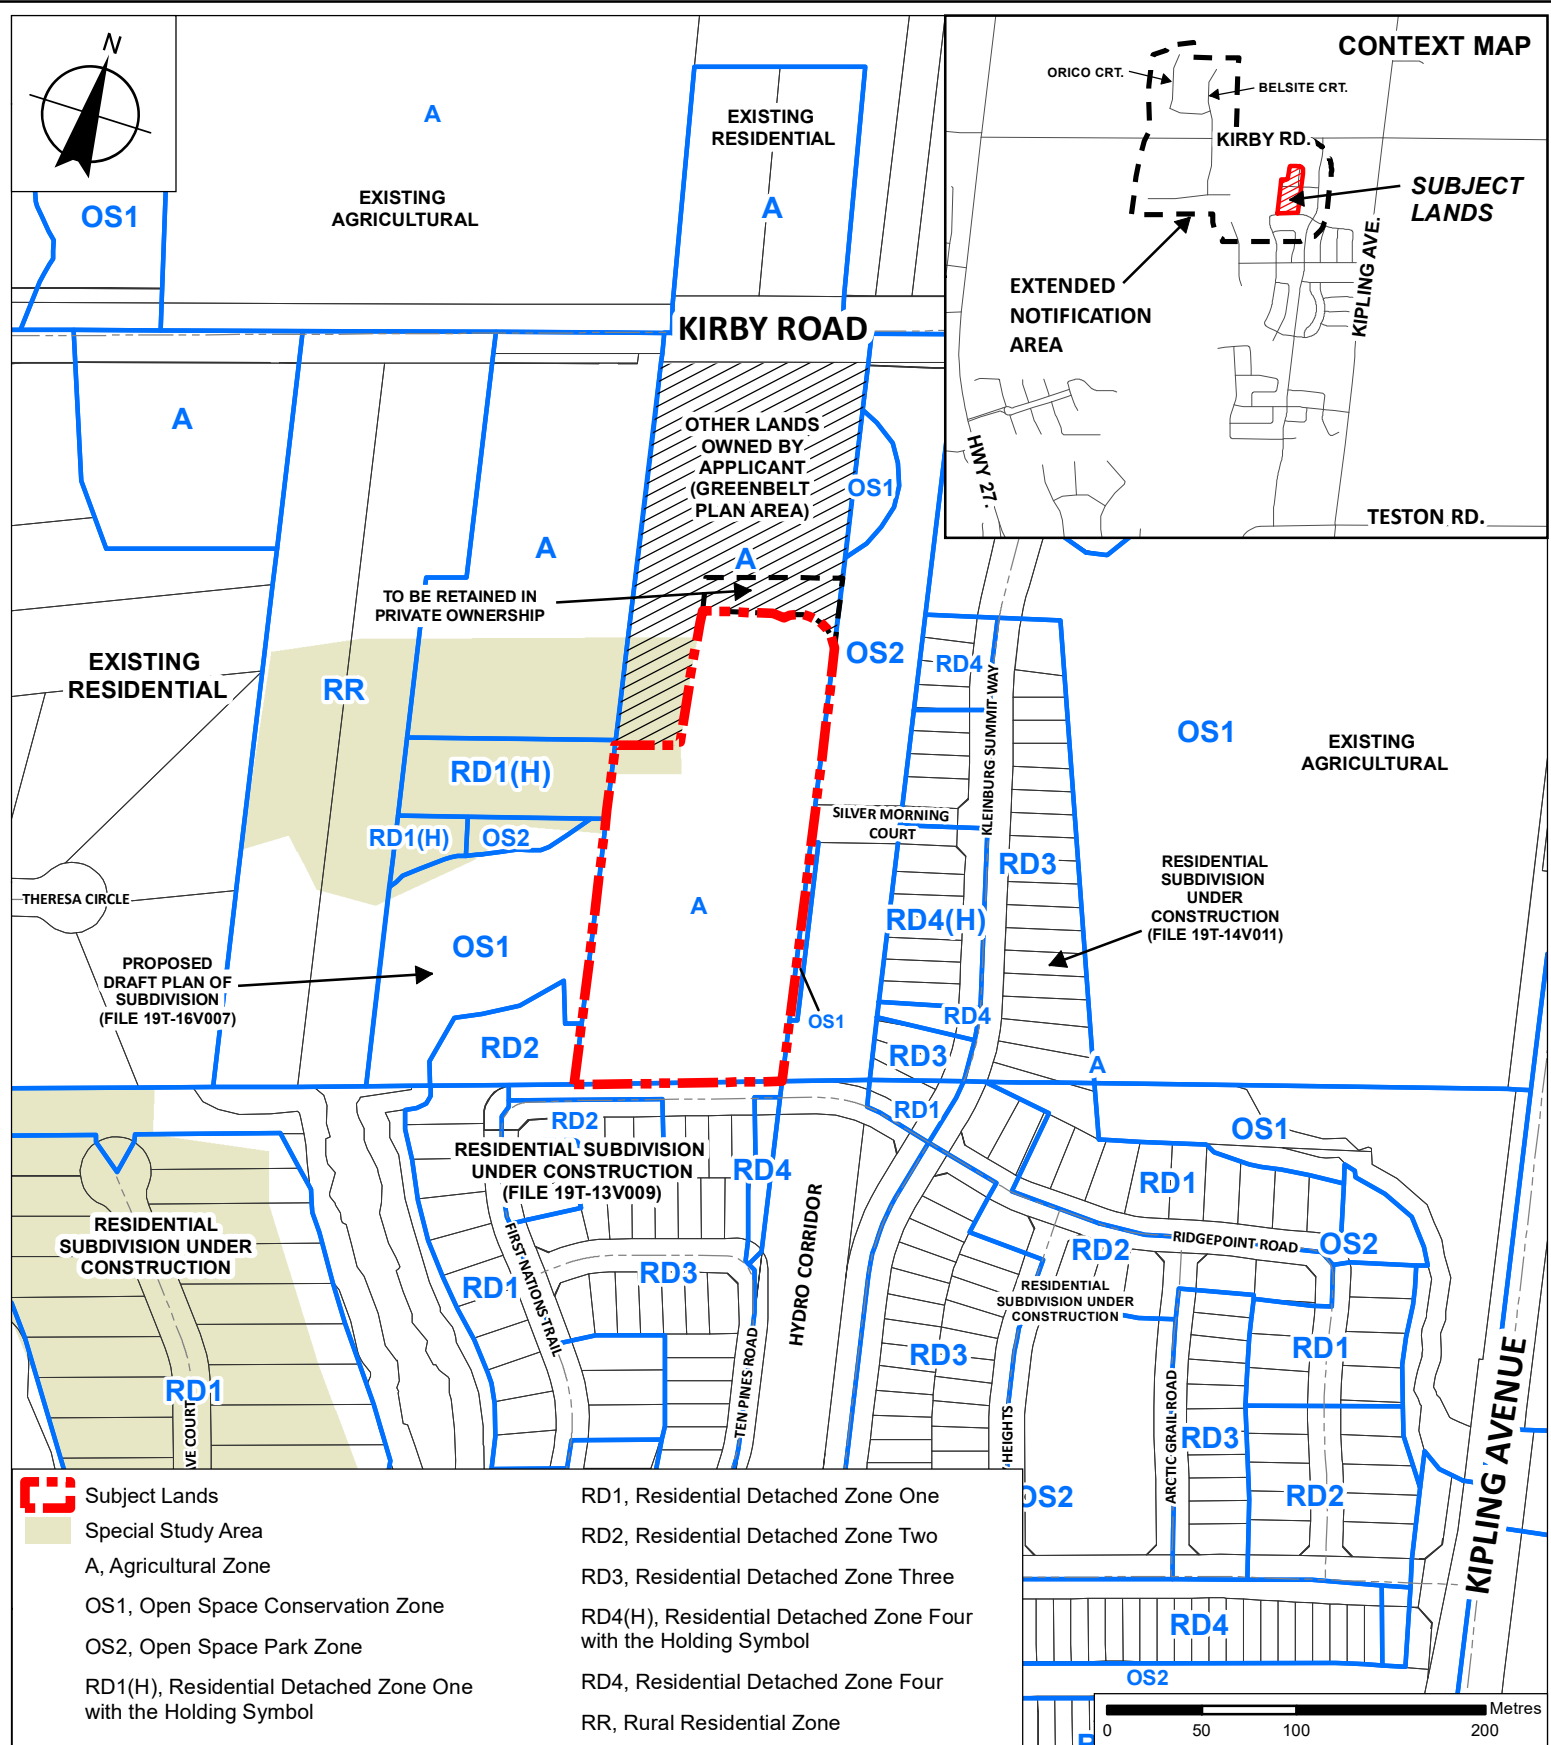 N
CONTEXT MAP
ORICO CRT.
BELSITE CRT.
KIRBY RD.
SUBJECT
LANDS
EXTENDED
NOTIFICATION
AREA
KIPLING AVE.
HWY 27.
TESTON RD.
A
EXISTING
AGRICULTURAL
OS1
EXISTING
RESIDENTIAL
A
KIRBY ROAD
A
A
OTHER LANDS
OWNED BY
APPLICANT
(GREENBELT
PLAN AREA)
A
OS1
TO BE RETAINED IN
PRIVATE OWNERSHIP
EXISTING
RESIDENTIAL
RR
OS2
RD4
KLEINBURG SUMMIT WAY
OS1
EXISTING
AGRICULTURAL
RD1(H)
RD1(H)
OS2
SILVER MORNING
COURT
RD3
RESIDENTIAL
SUBDIVISION
UNDER
CONSTRUCTION
(FILE 19T-14V011)
THERESA CIRCLE
A
RD4(H)
OS1
PROPOSED
DRAFT PLAN OF
SUBDIVISION
(FILE 19T-16V007)
OS1
RD4
RD2
RD3
A
RD2
RD1
OS1
RESIDENTIAL SUBDIVISION
UNDER CONSTRUCTION
(FILE 19T-13V009)
RD4
RD1
RESIDENTIAL
SUBDIVISION UNDER
CONSTRUCTION
FIRST NATIONS TRAIL
HYDRO CORRIDOR
RD2
RIDGEPOINT ROAD
OS2
RD1
RD3
RESIDENTIAL
SUBDIVISION UNDER
CONSTRUCTION
RD3
RD1
TEN PINES ROAD
RD1
AVE COURT
HEIGHTS
ARCTIC GRAIL ROAD
RD3
KIPLING AVENUE
OS2
RD2
RD4
OS2
Subject Lands
Special Study Area
A, Agricultural Zone
OS1, Open Space Conservation Zone
OS2, Open Space Park Zone
RD1(H), Residential Detached Zone One
with the Holding Symbol
RD1, Residential Detached Zone One
RD2, Residential Detached Zone Two
RD3, Residential Detached Zone Three
RD4(H), Residential Detached Zone Four
with the Holding Symbol
RD4, Residential Detached Zone Four
RR, Rural Residential Zone
Metres
0 50 100 200